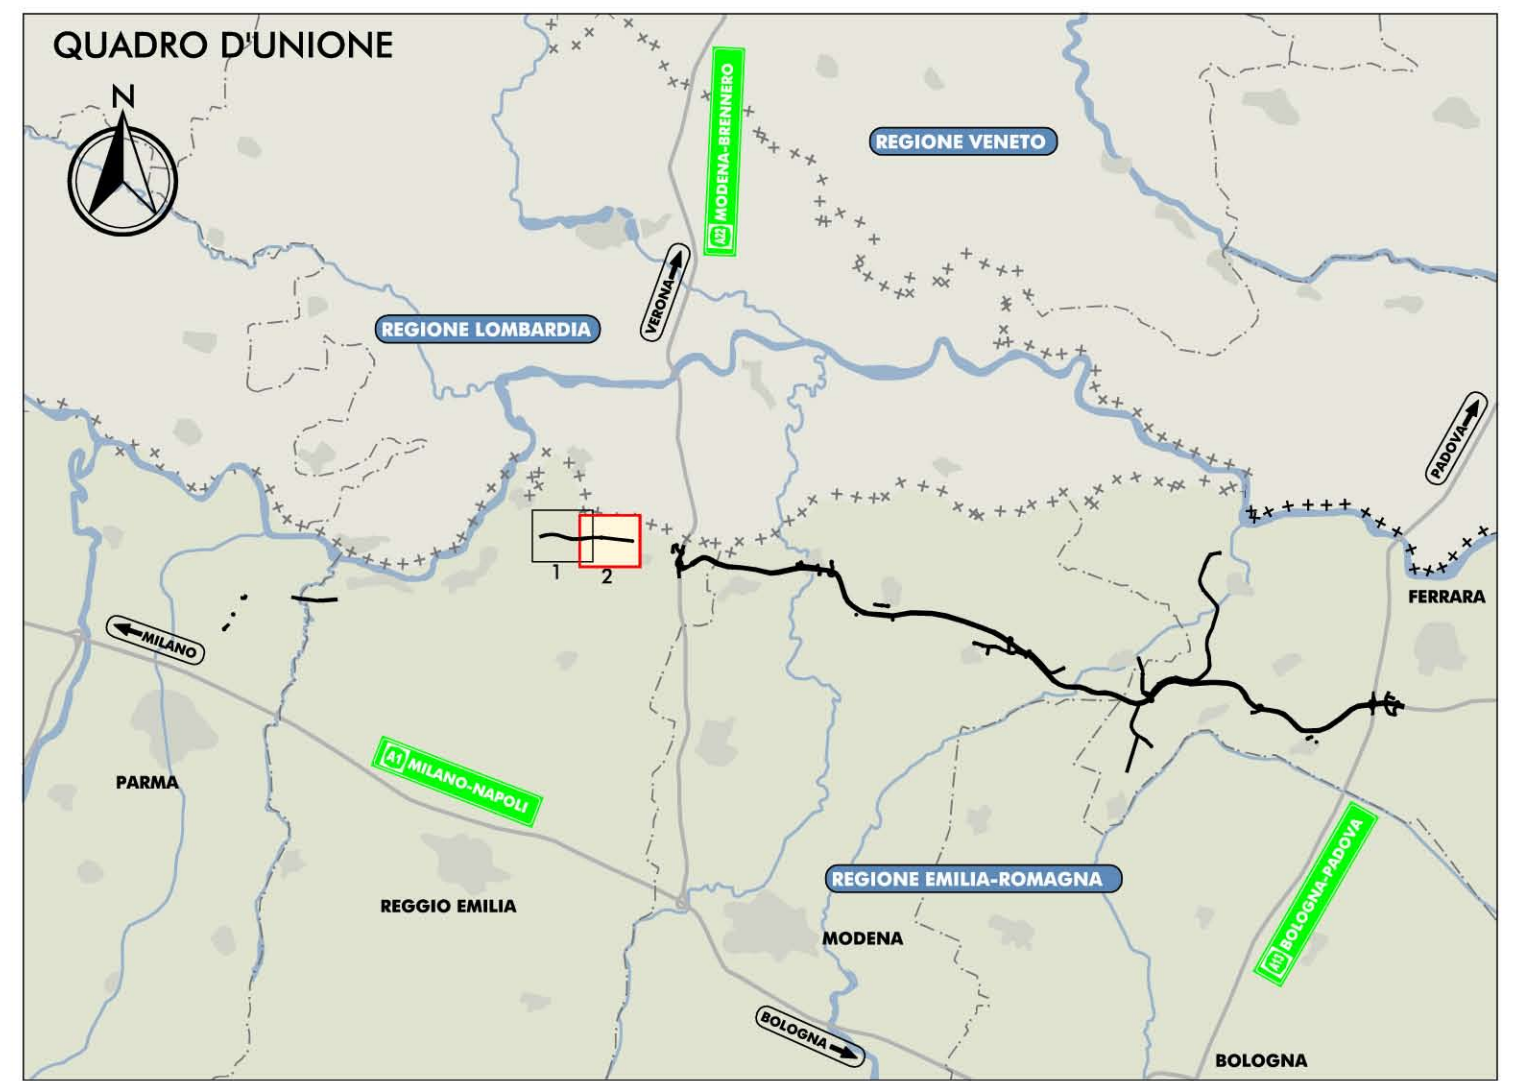 QUADRO D'UNIONE
N
A22 MODENA-BRENNERO
REGIONE VENETO
VERONA
REGIONE LOMBARDIA
PADOVA
1
2
FERRARA
MILANO
PARMA
A1 MILANO-NAPOLI
REGIONE EMILIA-ROMAGNA
A13 BOLOGNA-PADOVA
REGGIO EMILIA
MODENA
BOLOGNA
BOLOGNA